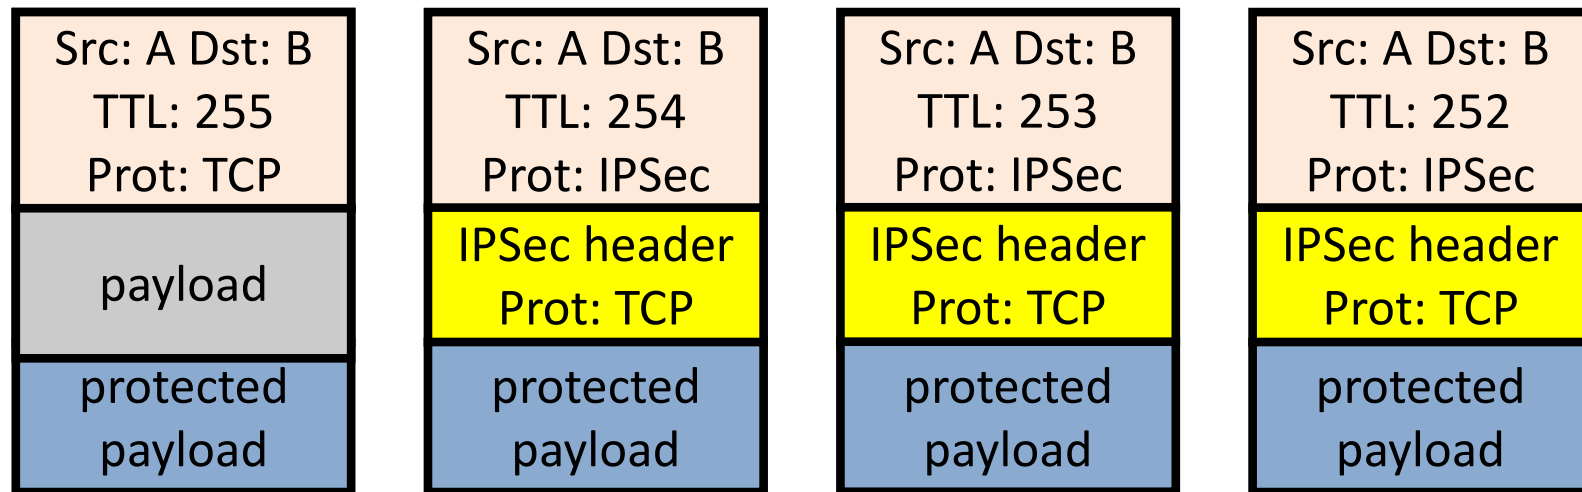 Src: A Dst: B
TTL: 255
Prot: TCP
payload
protected
payload
Src: A Dst: B
TTL: 254
Prot: IPSec
IPSec header
Prot: TCP
protected
payload
Src: A Dst: B
TTL: 253
Prot: IPSec
IPSec header
Prot: TCP
protected
payload
Src: A Dst: B
TTL: 252
Prot: IPSec
IPSec header
Prot: TCP
protected
payload